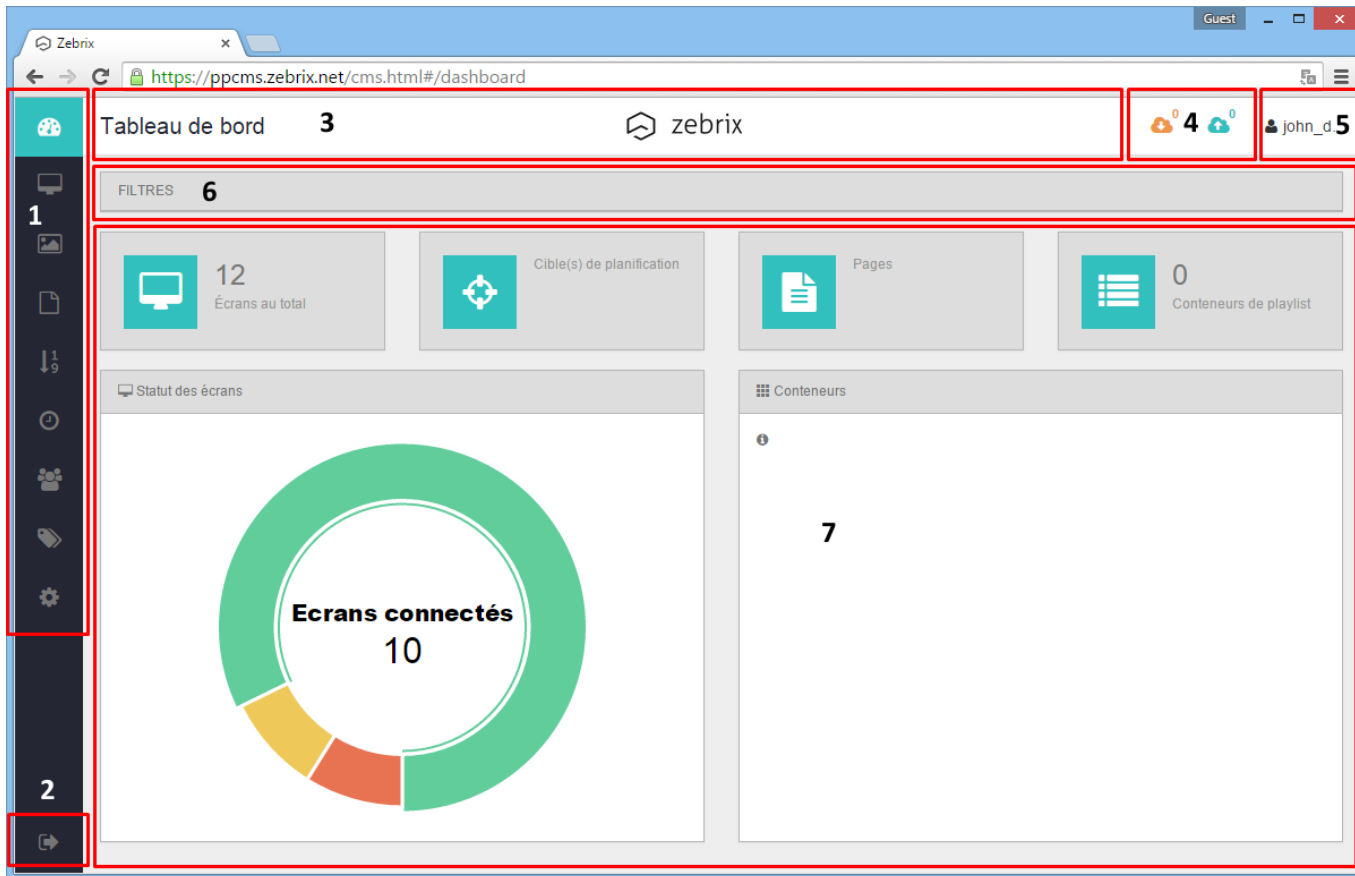 Guest
Zebrix
https://ppcms.zebrix.net/cms.html#/dashboard
Tableau de bord 3 zebrix 0 4 0 john_d. 5
FILTRES 6
1
12
Écrans au total
Cible(s) de planification
Pages
0
Conteneurs de playlist
1
9
Statut des écrans
Conteneurs
Ecrans connectés
10
7
2